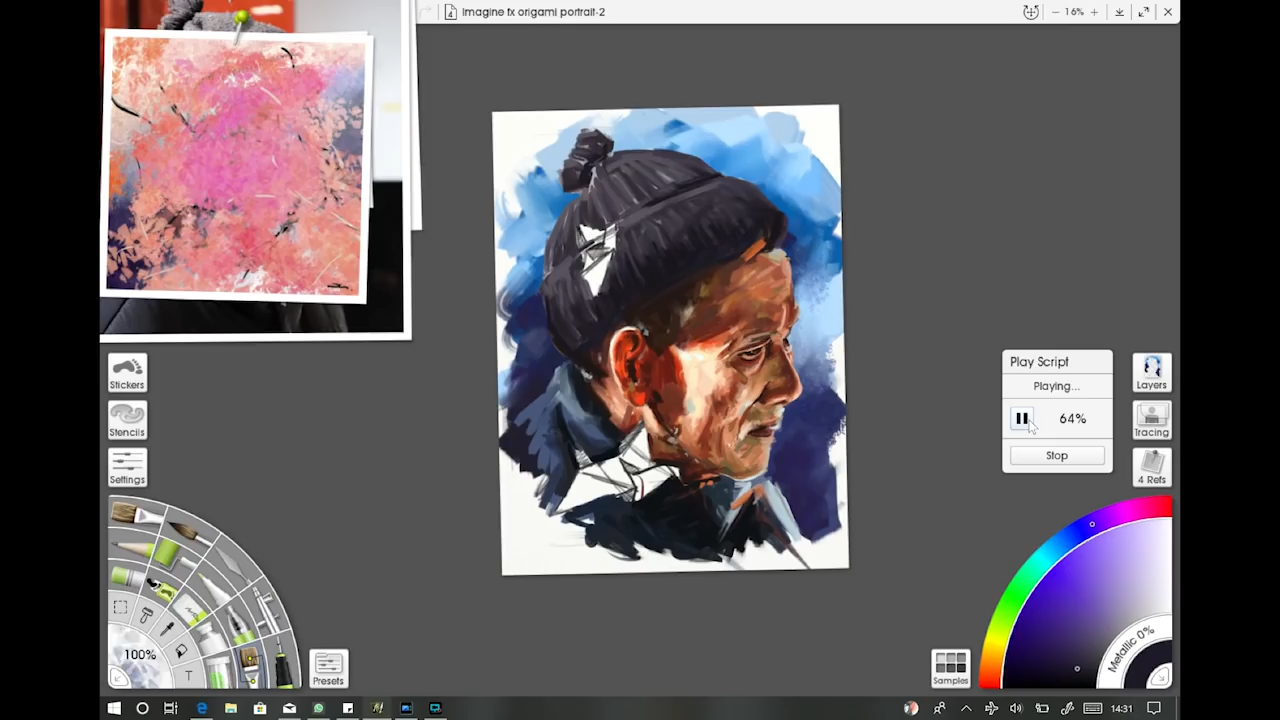 imagine fx origami portrait-2
16%
Stickers
Stencils
Settings
100%
T
Presets
Play Script
Playing...
64%
Stop
Layers
Tracing
4 Refs
Metallic 0%
Samples
14:31